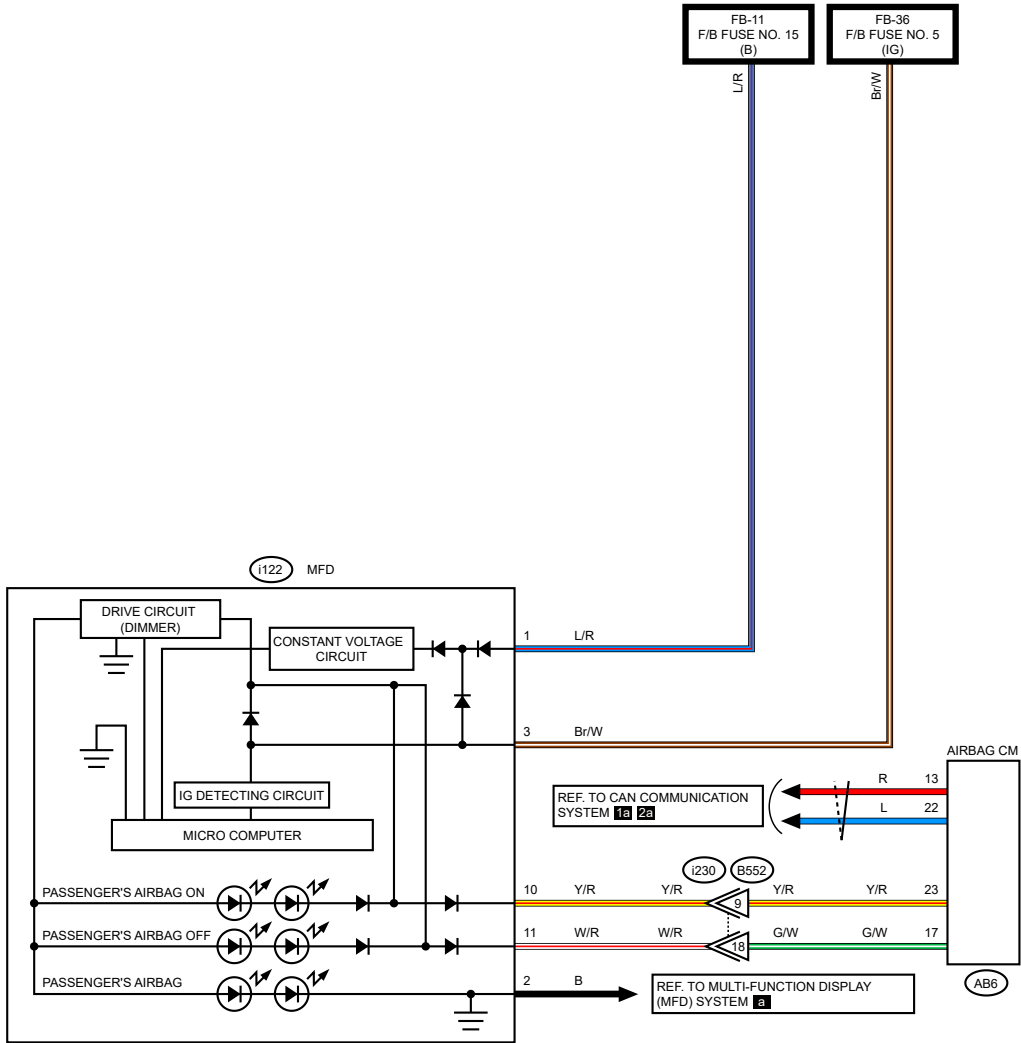 FB-11
F/B FUSE NO. 15
(B)
FB-36
F/B FUSE NO. 5
(IG)
L/R
Br/W
i122 MFD
DRIVE CIRCUIT
(DIMMER)
CONSTANT VOLTAGE
CIRCUIT
1 L/R
3 Br/W
IG DETECTING CIRCUIT
MICRO COMPUTER
AIRBAG CM
REF. TO CAN COMMUNICATION
SYSTEM 1a 2a
R 13
L 22
i230 B552
PASSENGER'S AIRBAG ON
10 Y/R Y/R 9 Y/R Y/R 23
PASSENGER'S AIRBAG OFF
11 W/R W/R 18 G/W G/W 17
PASSENGER'S AIRBAG
2 B
REF. TO MULTI-FUNCTION DISPLAY
(MFD) SYSTEM a
AB6